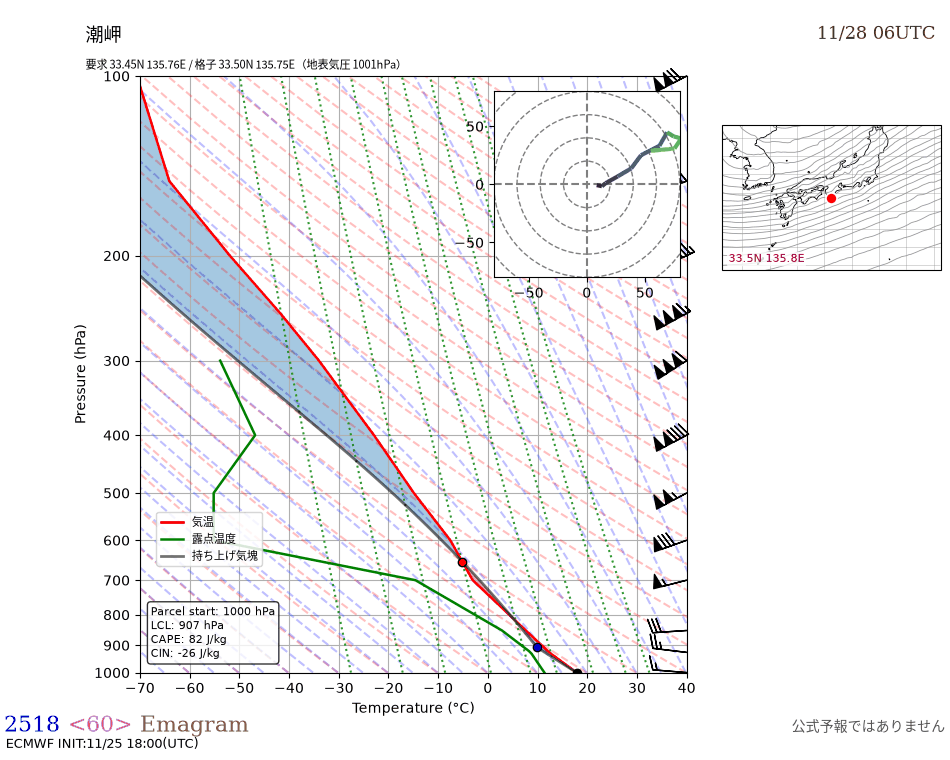 潮岬
11/28 06UTC
要求 33.45N 135.76E / 格子 33.50N 135.75E（地表気圧 1001hPa）
100
200
300
400
500
600
700
800
900
1000
Pressure (hPa)
−70 −60 −50 −40 −30 −20 −10 0 10 20 30 40
Temperature (°C)
50
0
−50
−50 0 50
33.5N 135.8E
気温
露点温度
持ち上げ気塊
Parcel start: 1000 hPa
LCL: 907 hPa
CAPE: 82 J/kg
CIN: -26 J/kg
2518 <60> Emagram
公式予報ではありません
ECMWF INIT:11/25 18:00(UTC)